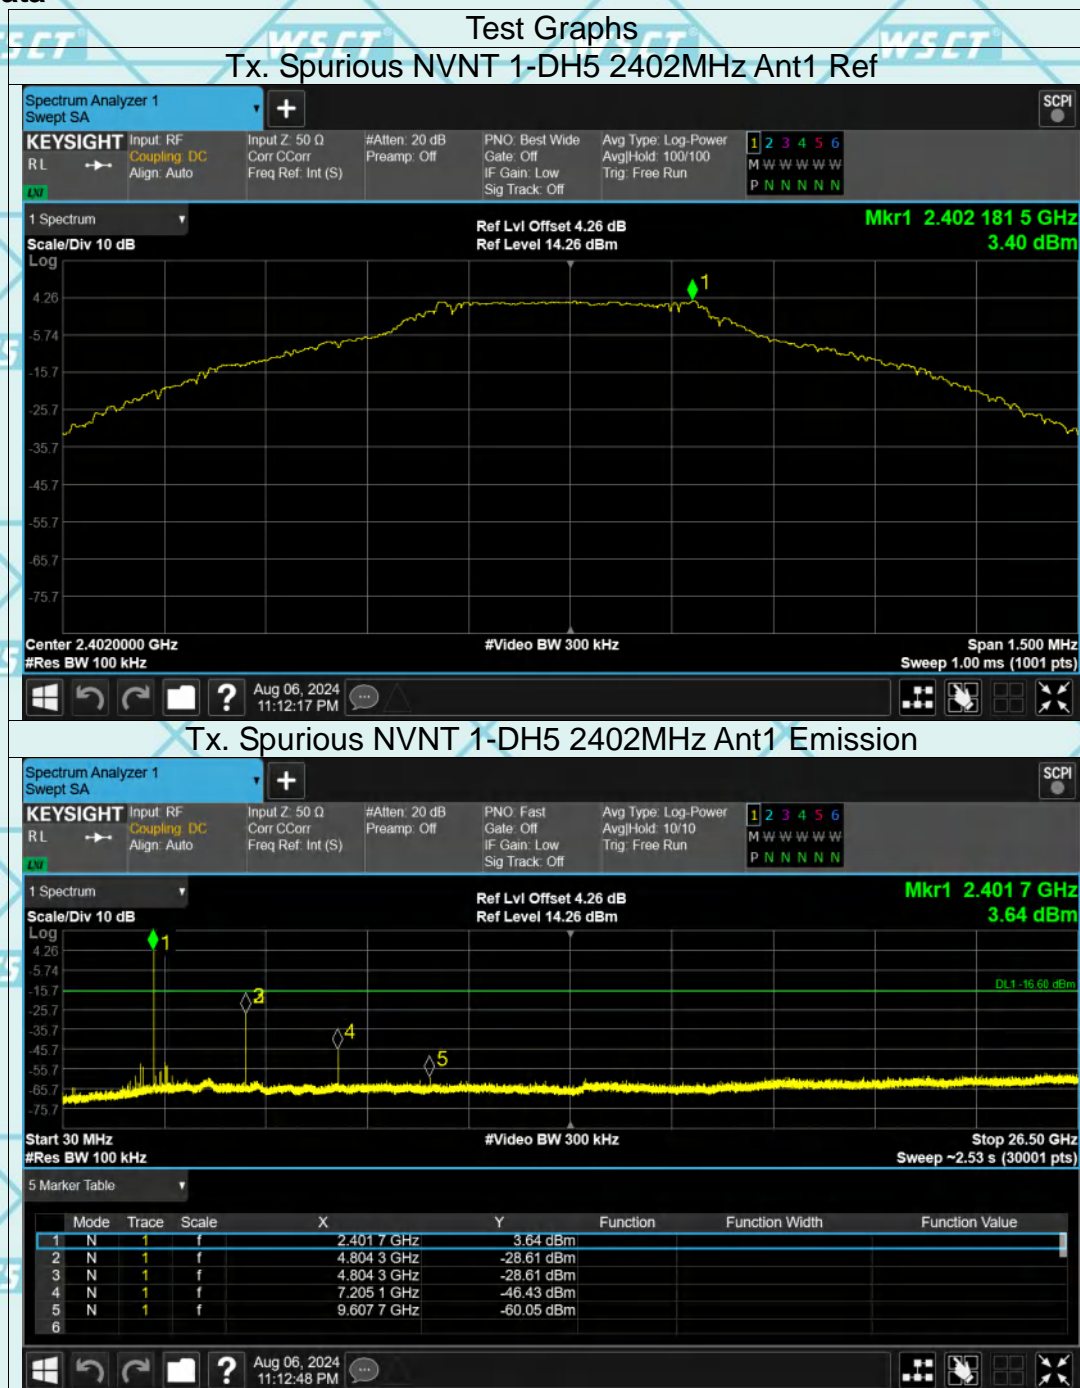 Test Graphs
Tx. Spurious NVNT 1-DH5 2402MHz Ant1 Ref
Spectrum Analyzer 1
Swept SA
SCPI
KEYSIGHT Input: RF Input Z: 50 Ω #Atten: 20 dB PNO: Best Wide Avg Type: Log-Power 1 2 3 4 5 6
RL Coupling: DC Corr CCorr Preamp: Off Gate: Off Avg|Hold: 100/100 M W W W W W W
Align: Auto Freq Ref: Int (S) IF Gain: Low Trig: Free Run
LXI Sig Track: Off P N N N N N
1 Spectrum Ref Lvl Offset 4.26 dB Mkr1 2.402 181 5 GHz
Scale/Div 10 dB Ref Level 14.26 dBm 3.40 dBm
Log
1
4.26
-5.74
-15.7
-25.7
-35.7
-45.7
-55.7
-65.7
-75.7
Center 2.4020000 GHz #Video BW 300 kHz Span 1.500 MHz
#Res BW 100 kHz Sweep 1.00 ms (1001 pts)
Aug 06, 2024
11:12:17 PM
Tx. Spurious NVNT 1-DH5 2402MHz Ant1 Emission
Spectrum Analyzer 1
Swept SA
SCPI
KEYSIGHT Input: RF Input Z: 50 Ω #Atten: 20 dB PNO: Fast Avg Type: Log-Power 1 2 3 4 5 6
RL Coupling: DC Corr CCorr Preamp: Off Gate: Off Avg|Hold: 10/10 M W W W W W W
Align: Auto Freq Ref: Int (S) IF Gain: Low Trig: Free Run
LXI Sig Track: Off P N N N N N
1 Spectrum Ref Lvl Offset 4.26 dB Mkr1 2.401 7 GHz
Scale/Div 10 dB Ref Level 14.26 dBm 3.64 dBm
Log
1
4.26
-5.74
DL1 -16.60 dBm
-15.7
3
-25.7
-35.7
4
-45.7
5
-55.7
-65.7
-75.7
Start 30 MHz #Video BW 300 kHz Stop 26.50 GHz
#Res BW 100 kHz Sweep ~2.53 s (30001 pts)
5 Marker Table
Mode Trace Scale X Y Function Function Width Function Value
1 N 1 f 2.401 7 GHz 3.64 dBm
2 N 1 f 4.804 3 GHz -28.61 dBm
3 N 1 f 4.804 3 GHz -28.61 dBm
4 N 1 f 7.205 1 GHz -46.43 dBm
5 N 1 f 9.607 7 GHz -60.05 dBm
6
Aug 06, 2024
11:12:48 PM